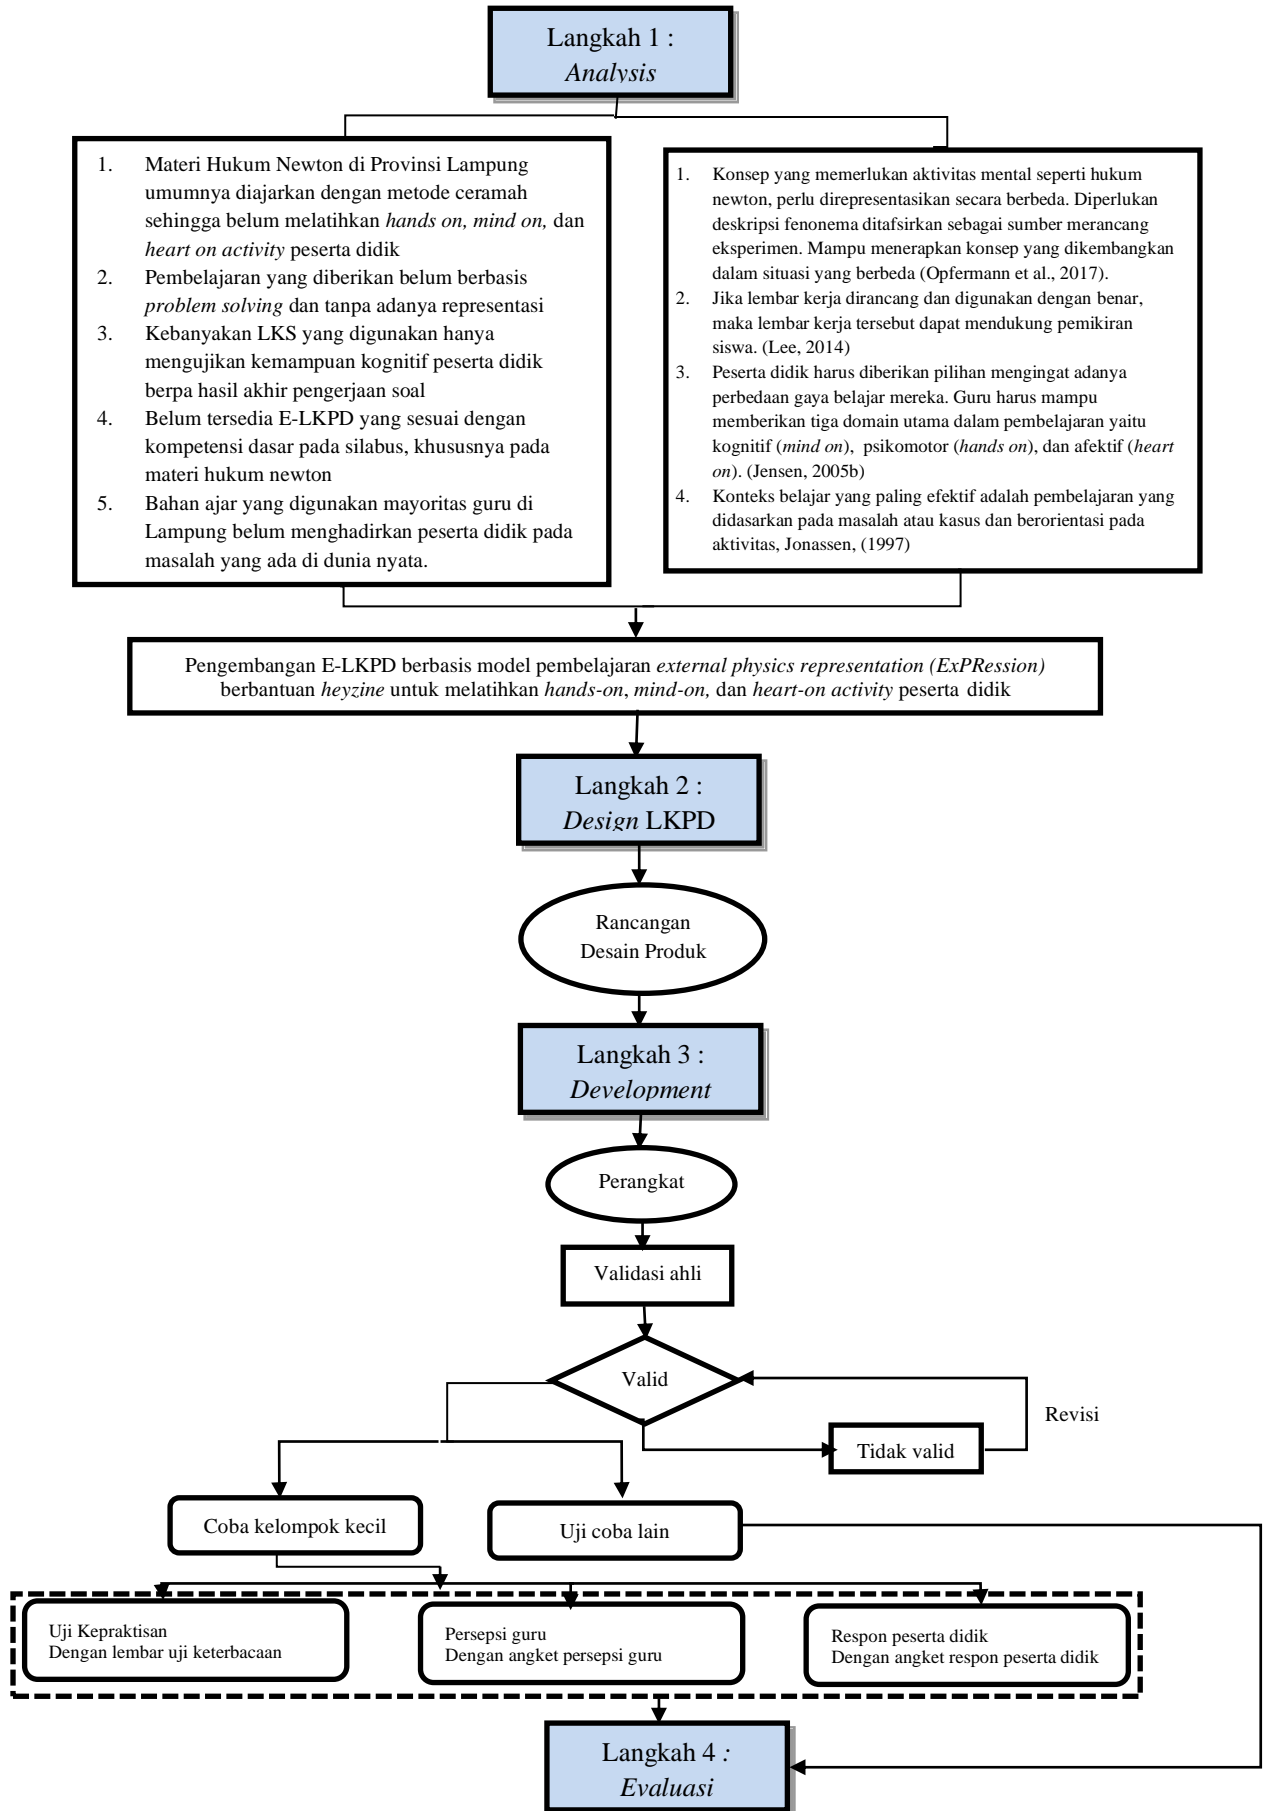 Langkah 1 :
Analysis
1. Materi Hukum Newton di Provinsi Lampung
umumnya diajarkan dengan metode ceramah
sehingga belum melatihkan hands on, mind on, dan
heart on activity peserta didik
2. Pembelajaran yang diberikan belum berbasis
problem solving dan tanpa adanya representasi
3. Kebanyakan LKS yang digunakan hanya
mengujikan kemampuan kognitif peserta didik
berpa hasil akhir pengerjaan soal
4. Belum tersedia E-LKPD yang sesuai dengan
kompetensi dasar pada silabus, khususnya pada
materi hukum newton
5. Bahan ajar yang digunakan mayoritas guru di
Lampung belum menghadirkan peserta didik pada
masalah yang ada di dunia nyata.
1. Konsep yang memerlukan aktivitas mental seperti hukum
newton, perlu direpresentasikan secara berbeda. Diperlukan
deskripsi fenonema ditafsirkan sebagai sumber merancang
eksperimen. Mampu menerapkan konsep yang dikembangkan
dalam situasi yang berbeda (Opfermann et al., 2017).
2. Jika lembar kerja dirancang dan digunakan dengan benar,
maka lembar kerja tersebut dapat mendukung pemikiran
siswa. (Lee, 2014)
3. Peserta didik harus diberikan pilihan mengingat adanya
perbedaan gaya belajar mereka. Guru harus mampu
memberikan tiga domain utama dalam pembelajaran yaitu
kognitif (mind on), psikomotor (hands on), dan afektif (heart
on). (Jensen, 2005b)
4. Konteks belajar yang paling efektif adalah pembelajaran yang
didasarkan pada masalah atau kasus dan berorientasi pada
aktivitas, Jonassen, (1997)
Pengembangan E-LKPD berbasis model pembelajaran external physics representation (ExPRession)
berbantuan heyzine untuk melatihkan hands-on, mind-on, dan heart-on activity peserta didik
Langkah 2 :
Design LKPD
Rancangan
Desain Produk
Langkah 3 :
Development
Perangkat
Validasi ahli
Valid
Revisi
Tidak valid
Coba kelompok kecil
Uji coba lain
Uji Kepraktisan
Dengan lembar uji keterbacaan
Persepsi guru
Dengan angket persepsi guru
Respon peserta didik
Dengan angket respon peserta didik
Langkah 4 :
Evaluasi